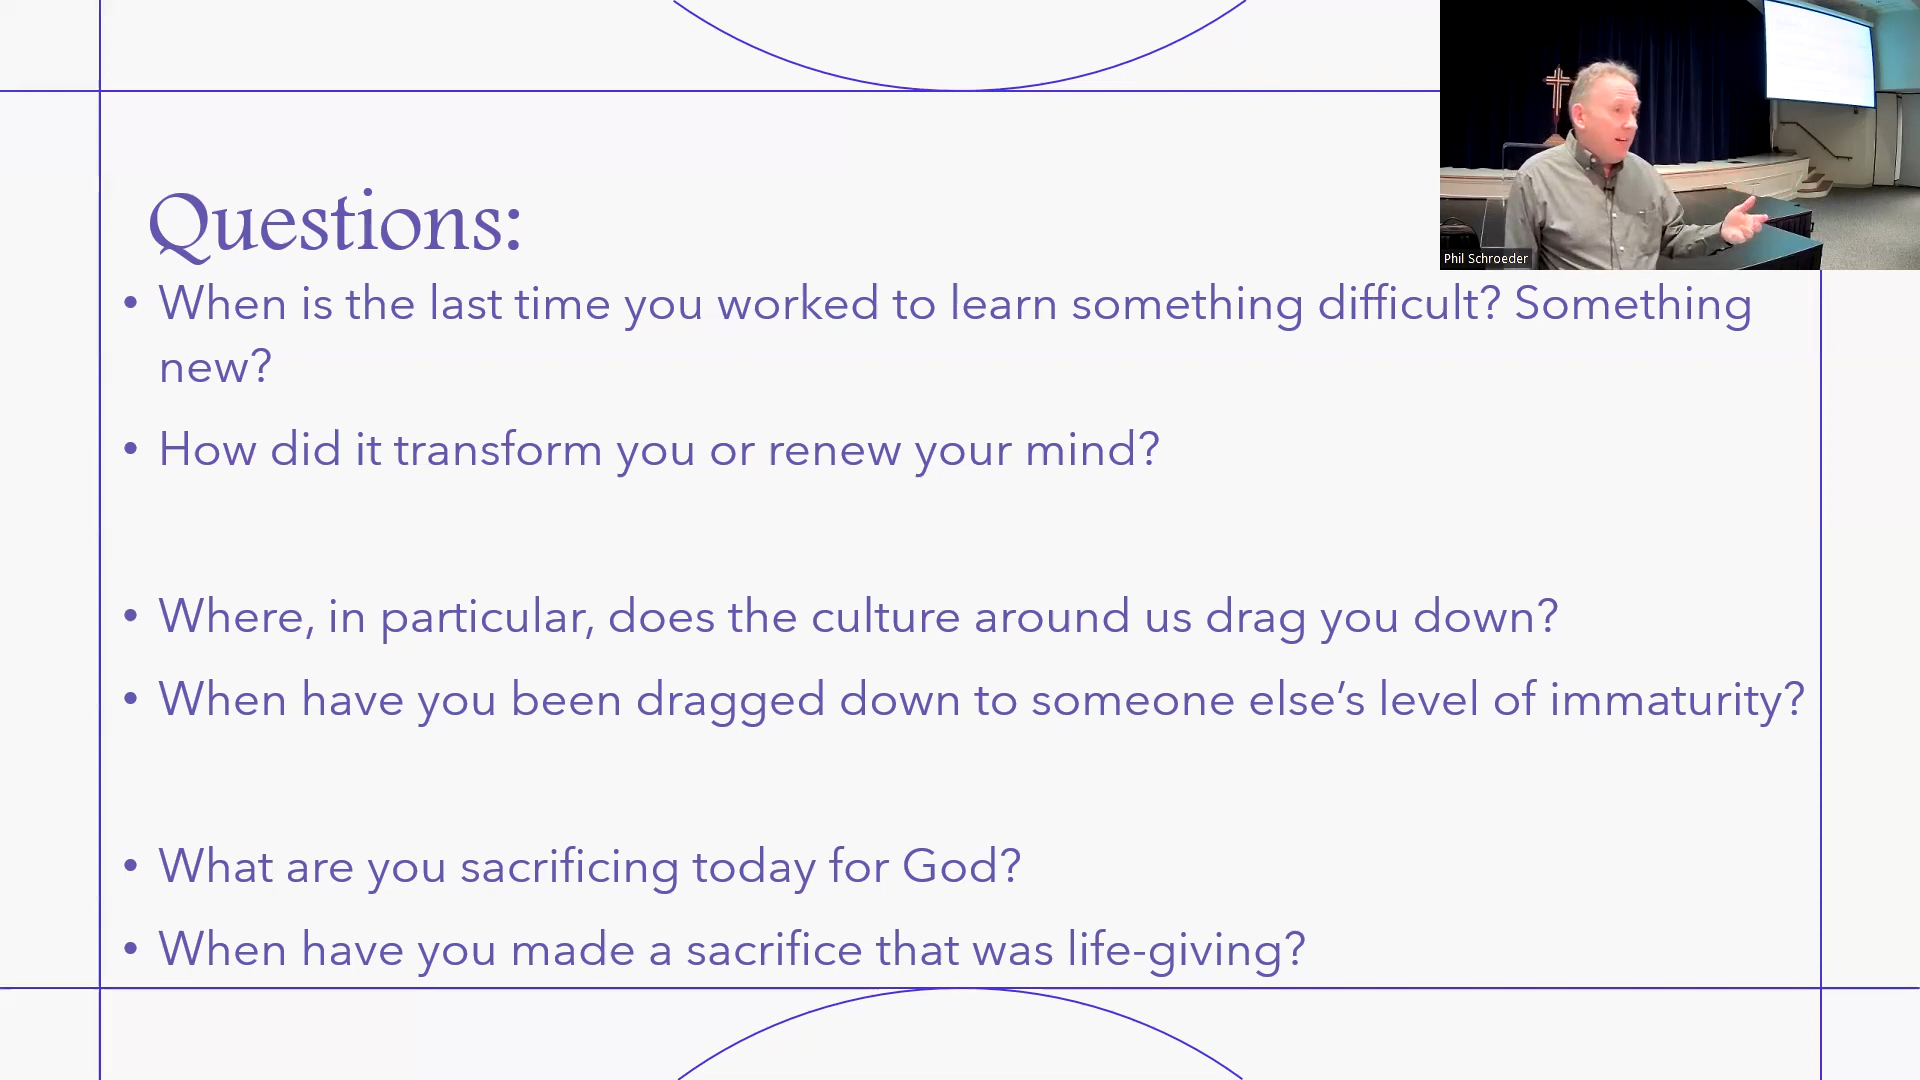 Questions:
• When is the last time you worked to learn something difficult? Something
new?
• How did it transform you or renew your mind?
• Where, in particular, does the culture around us drag you down?
• When have you been dragged down to someone else’s level of immaturity?
• What are you sacrificing today for God?
• When have you made a sacrifice that was life-giving?
Phil Schroeder